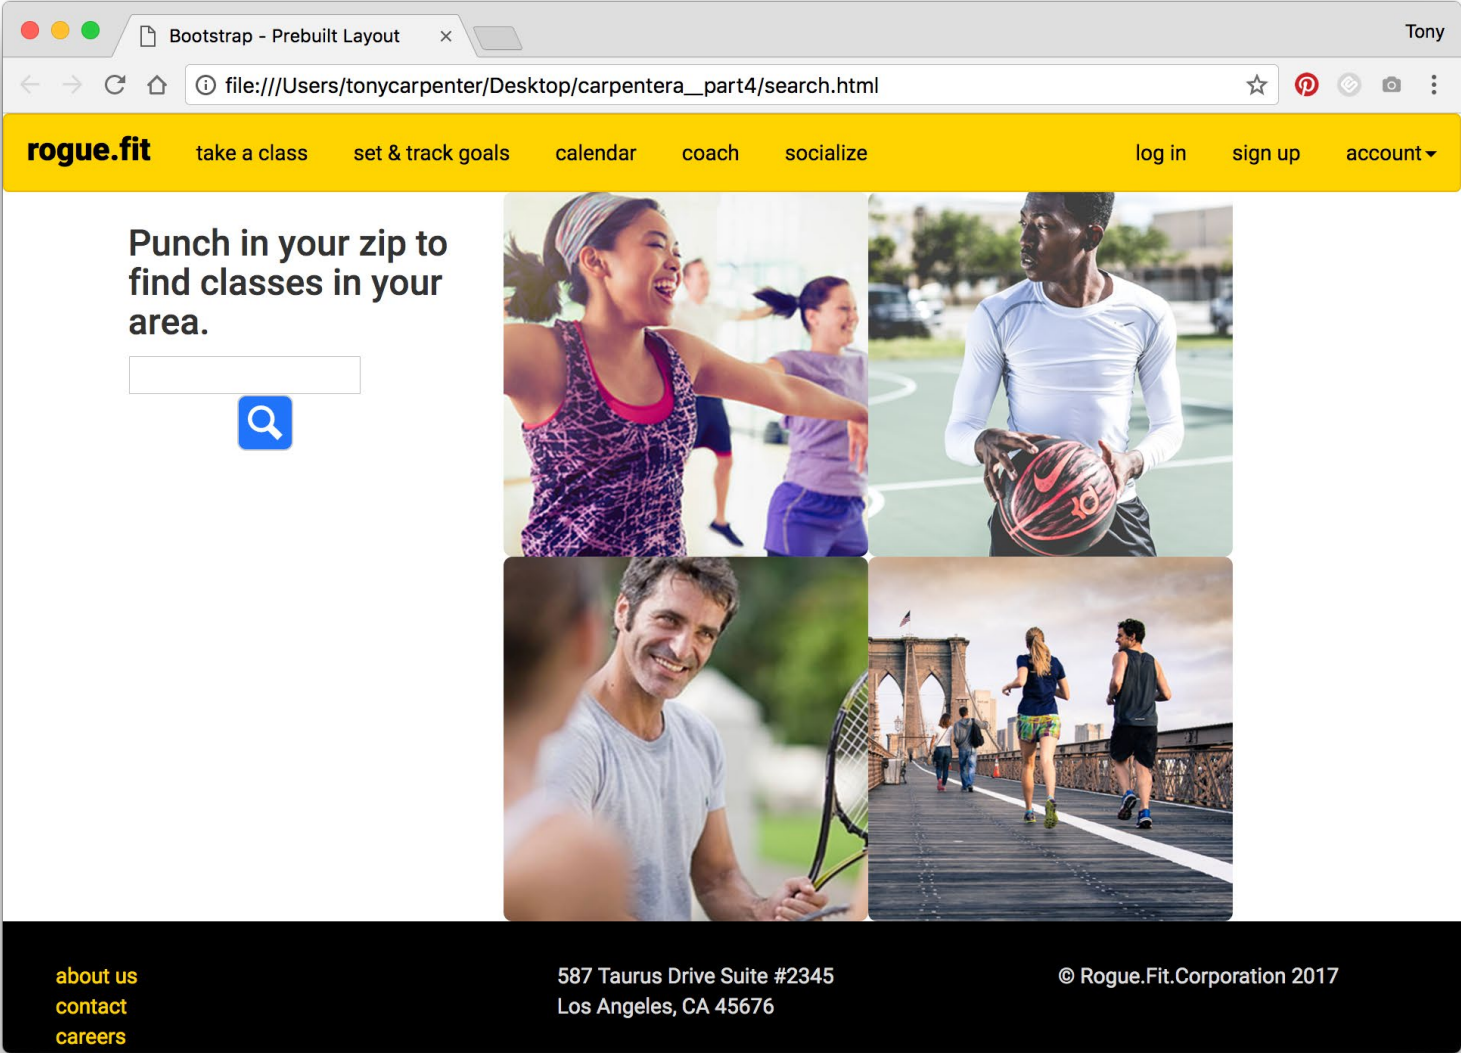 Bootstrap - Prebuilt Layout
Tony
file:///Users/tonycarpenter/Desktop/carpentera__part4/search.html
rogue.fit take a class set & track goals calendar coach socialize log in sign up account
Punch in your zip to
find classes in your
area.
about us
contact
careers
587 Taurus Drive Suite #2345
Los Angeles, CA 45676
© Rogue.Fit.Corporation 2017